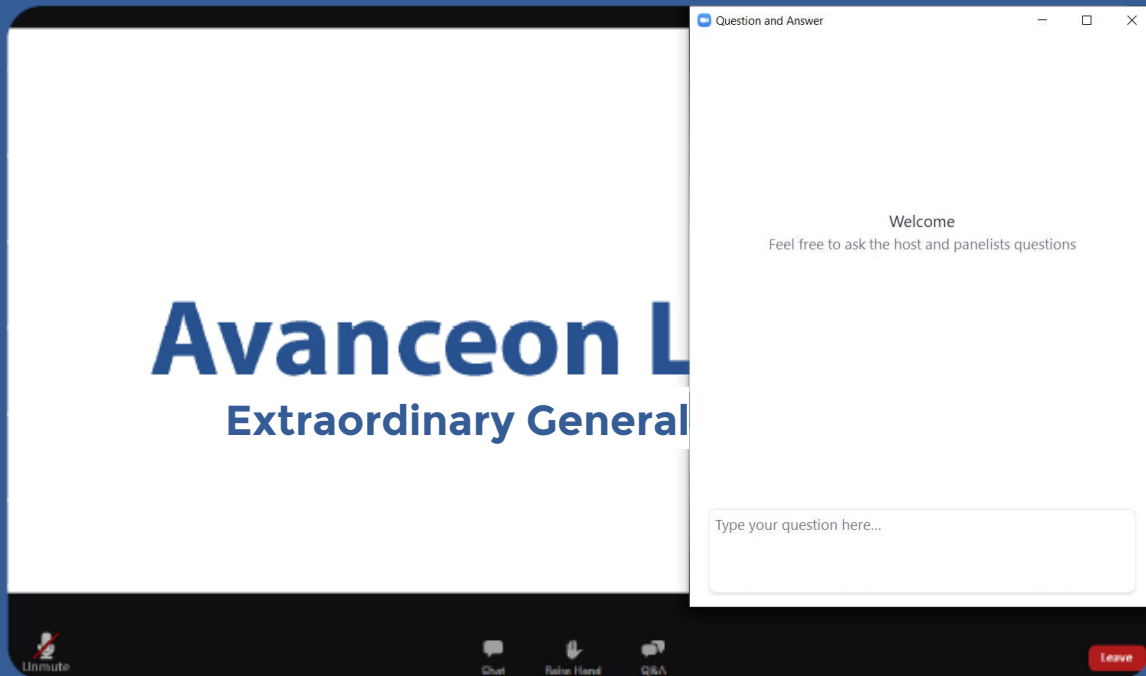 Question and Answer
Welcome
Feel free to ask the host and panelists questions
Avanceon L
Extraordinary General
Type your question here...
Unmute
Chat
Raise Hand
Q&A
Leave